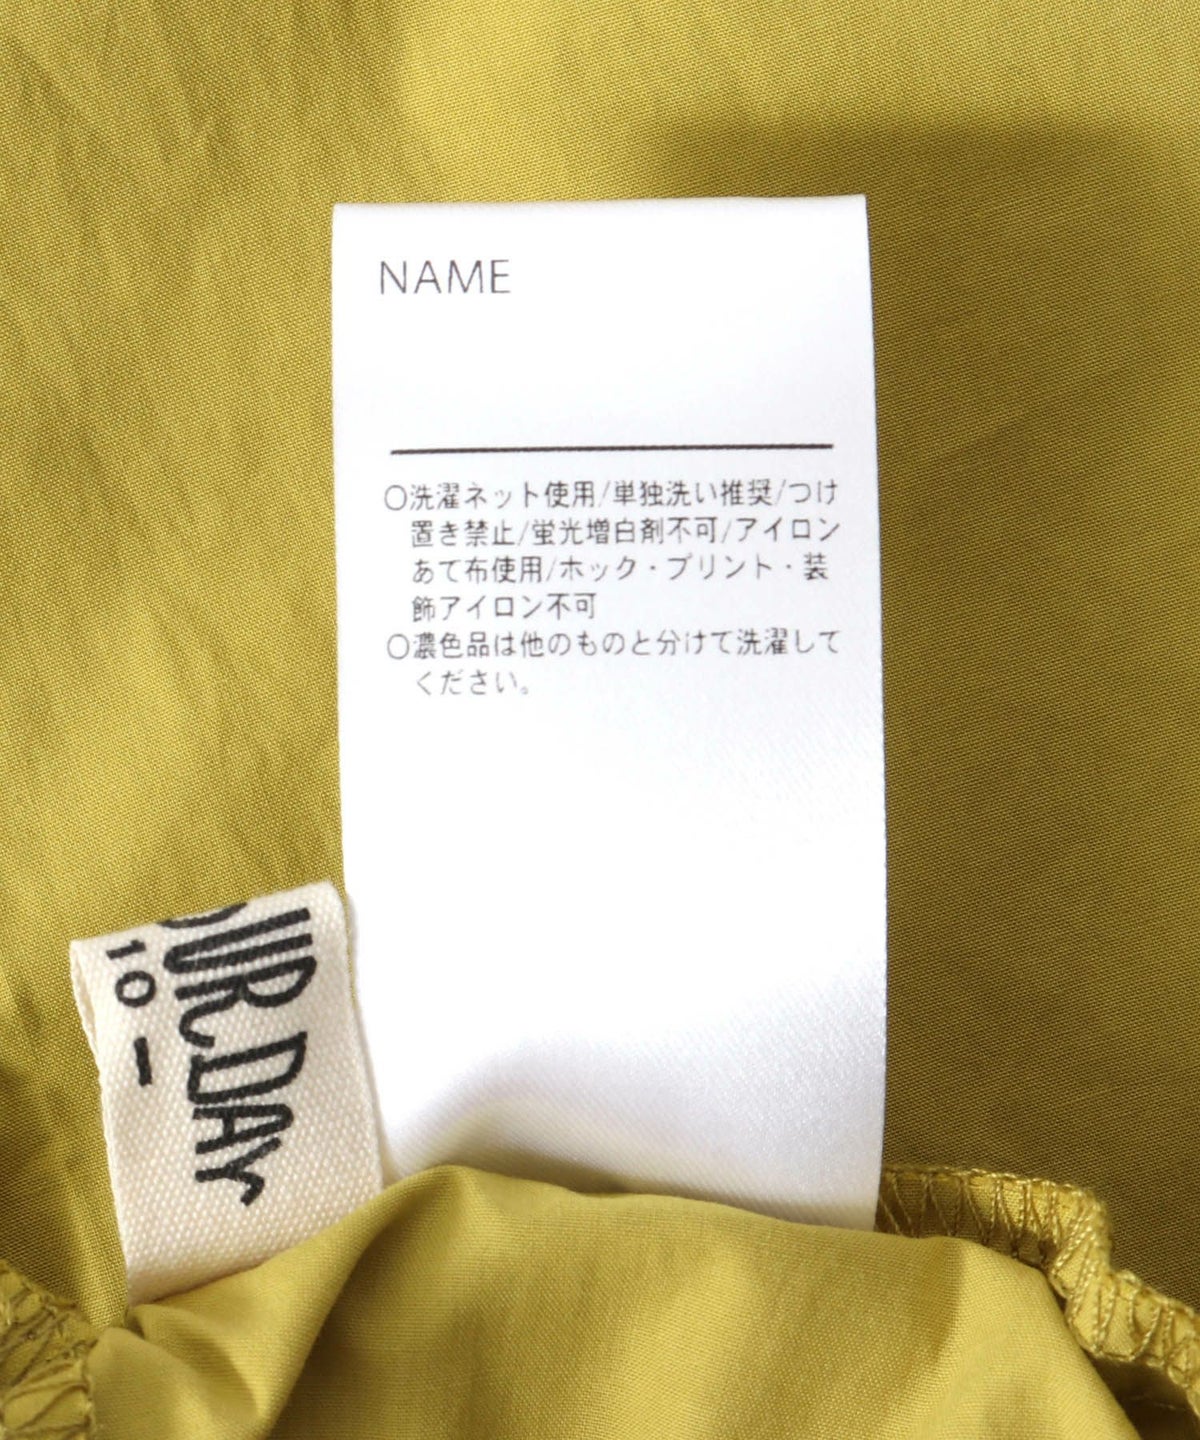 NAME
○洗濯ネット使用/単独洗い推奨/つけ
置き禁止/蛍光増白剤不可/アイロン
あて布使用/ホック・プリント・装
飾アイロン不可
○濃色品は他のものと分けて洗濯して
ください。
OUR DAY
10